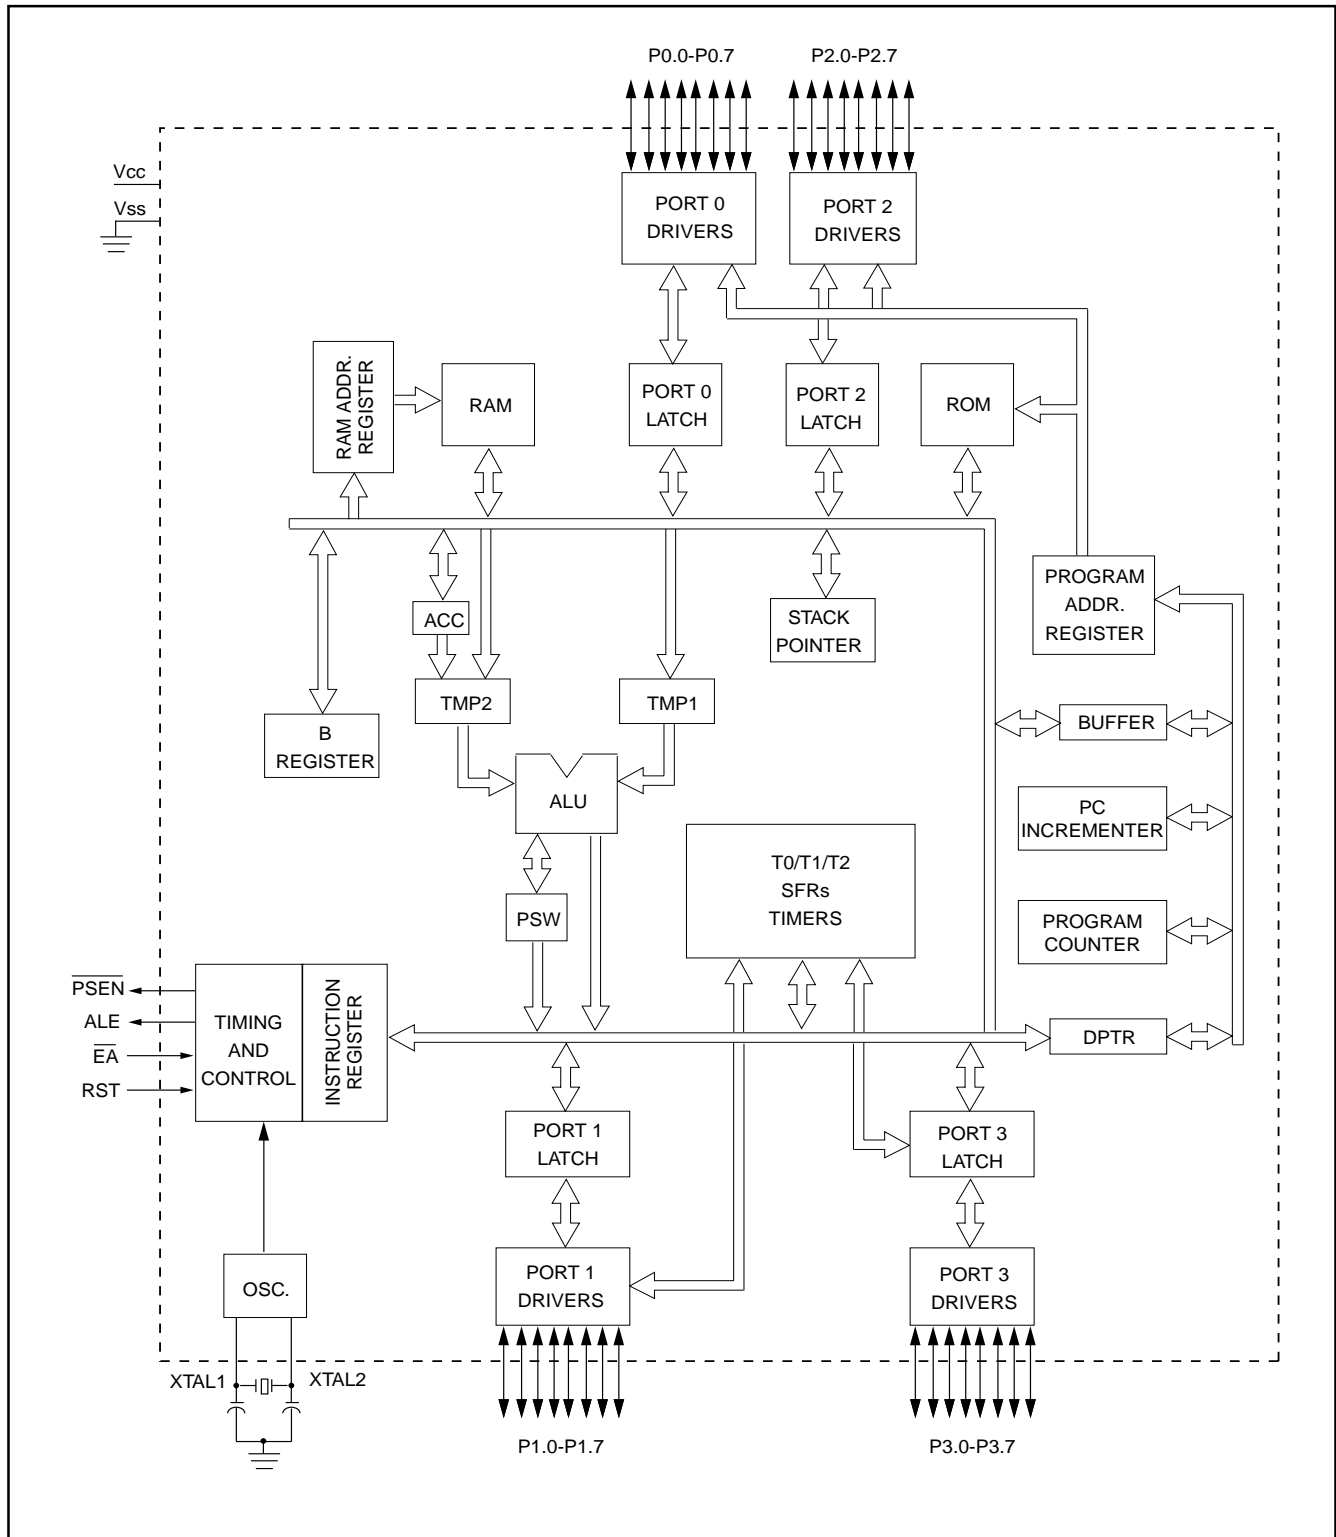 P0.0-P0.7
P2.0-P2.7
Vcc
Vss
PORT 0
DRIVERS
PORT 2
DRIVERS
RAM ADDR.
REGISTER
RAM
PORT 0
LATCH
PORT 2
LATCH
ROM
PROGRAM
ADDR.
REGISTER
ACC
STACK
POINTER
TMP2
TMP1
B
REGISTER
BUFFER
ALU
PC
INCREMENTER
T0/T1/T2
SFRs
TIMERS
PSW
PROGRAM
COUNTER
PSEN
ALE
EA
RST
TIMING
AND
CONTROL
INSTRUCTION
REGISTER
DPTR
PORT 1
LATCH
PORT 3
LATCH
OSC.
PORT 1
DRIVERS
PORT 3
DRIVERS
XTAL1
XTAL2
P1.0-P1.7
P3.0-P3.7